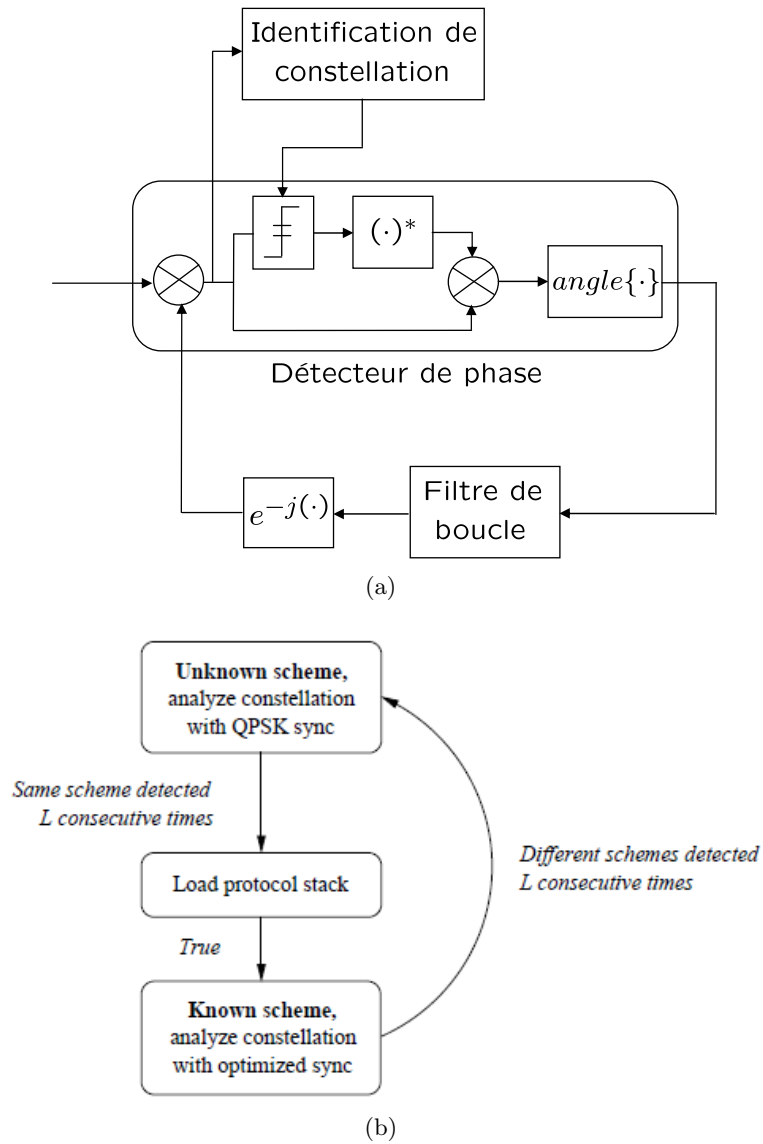 Identification de
constellation
(·)*
angle{·}
Détecteur de phase
e^{-j(·)}
Filtre de
boucle
(a)
Unknown scheme,
analyze constellation
with QPSK sync
Same scheme detected
L consecutive times
Different schemes detected
L consecutive times
Load protocol stack
True
Known scheme,
analyze constellation
with optimized sync
(b)